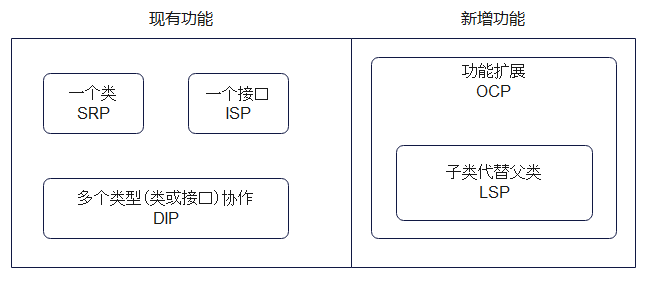 现有功能
新增功能
一个类
SRP
一个接口
ISP
多个类型(类或接口)协作
DIP
功能扩展
OCP
子类代替父类
LSP